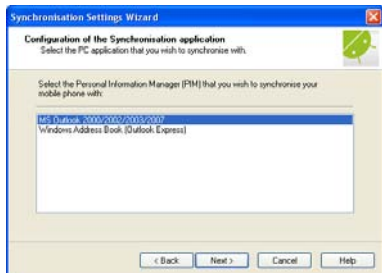 Synchronisation Settings Wizard
Configuration of the Synchronisation application
Select the PC application that you wish to synchronise with.
Select the Personal Information Manager (PIM) that you wish to synchronise your
mobile phone with:
MS Outlook 2000/2002/2003/2007
Windows Address Book (Outlook Express)
< Back
Next >
Cancel
Help